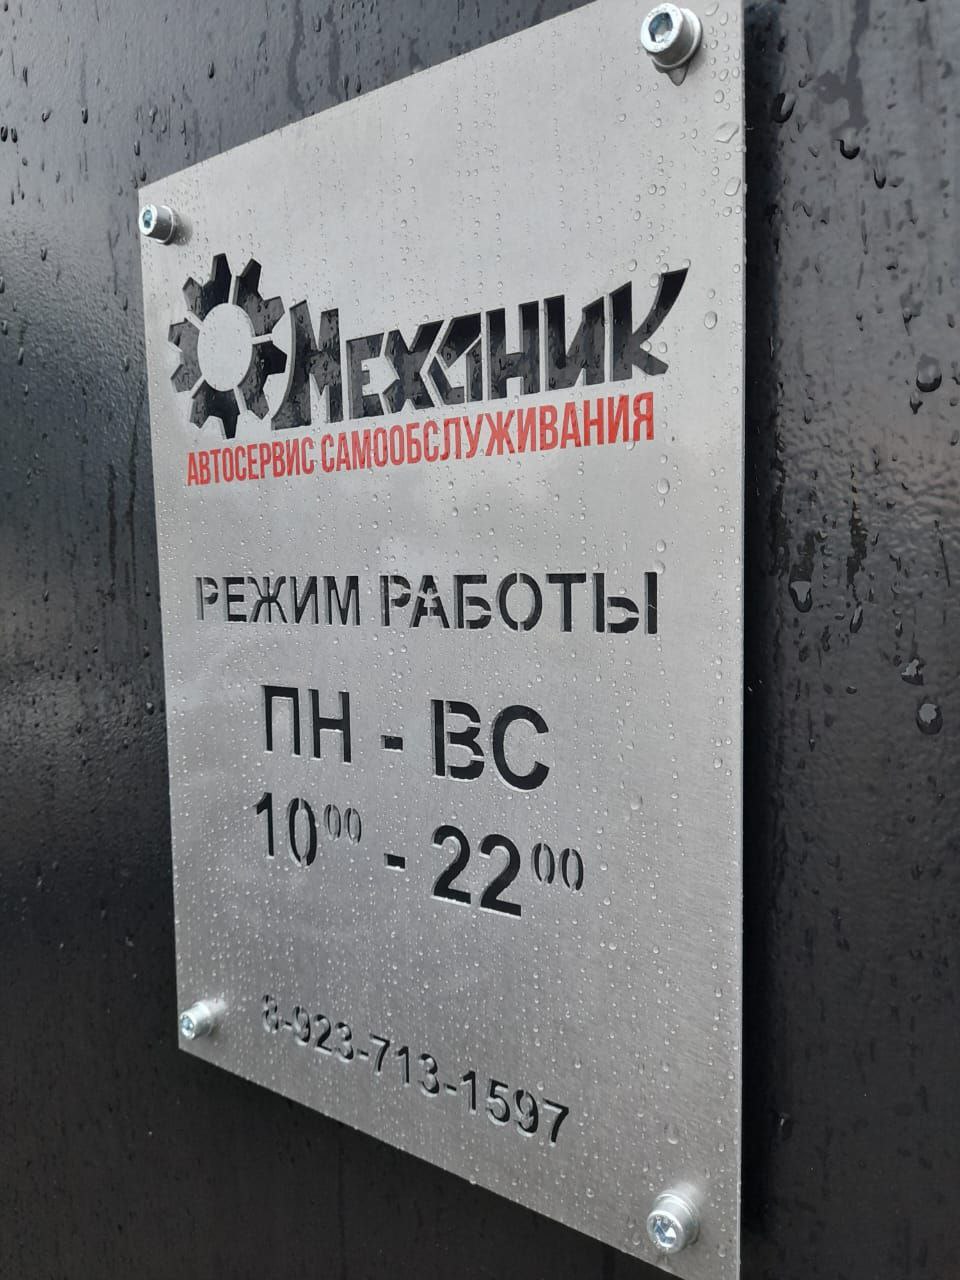 МЕХАНИК
АВТОСЕРВИС САМООБСЛУЖИВАНИЯ
РЕЖИМ РАБОТЫ
ПН - ВС
10⁰⁰ - 22⁰⁰
8-923-713-1597